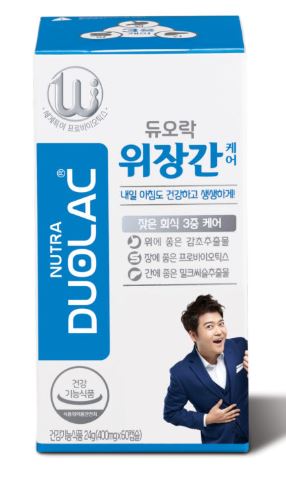 세계특허 프로바이오틱스
듀오락
위장간
케어
내일 아침도 건강하고 생생하게!
잦은 회식 3중 케어
위에 좋은 감초추출물
장에 좋은 프로바이오틱스
간에 좋은 밀크씨슬추출물
NUTRA
DUOLAC®
건강
기능식품
식품의약품안전처
건강기능식품 24g(400mg×60캡슐)